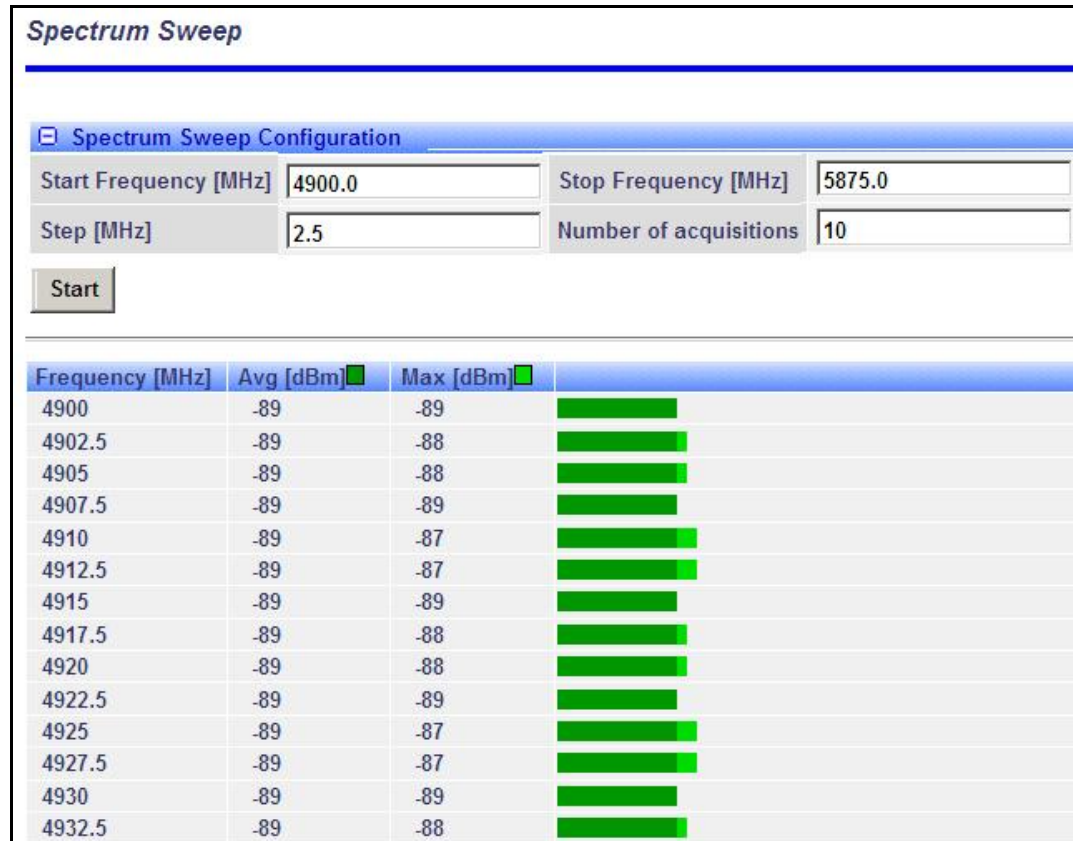 Spectrum Sweep
Spectrum Sweep Configuration
Start Frequency [MHz] 4900.0 Stop Frequency [MHz] 5875.0
Step [MHz] 2.5 Number of acquisitions 10
Start
Frequency [MHz] Avg [dBm] Max [dBm]
4900 -89 -89
4902.5 -89 -88
4905 -89 -88
4907.5 -89 -89
4910 -89 -87
4912.5 -89 -87
4915 -89 -89
4917.5 -89 -88
4920 -89 -88
4922.5 -89 -89
4925 -89 -87
4927.5 -89 -87
4930 -89 -89
4932.5 -89 -88